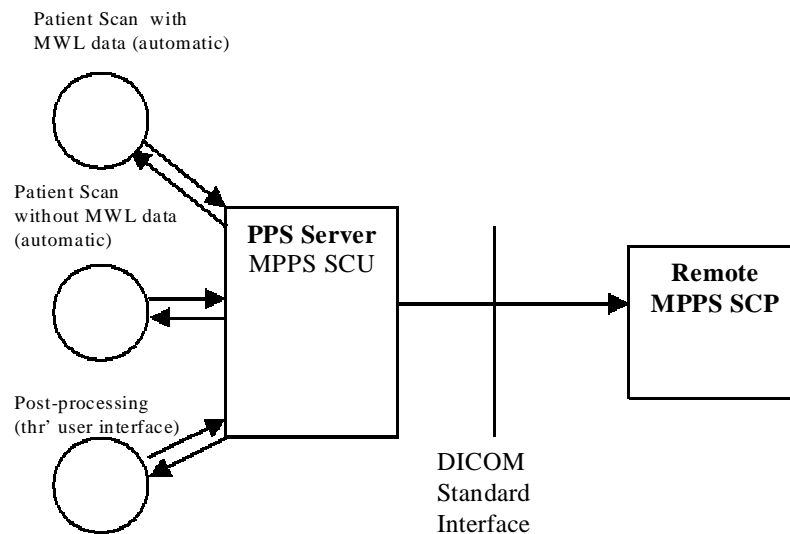 Patient Scan with
MWL data (automatic)
Patient Scan
without MWL data
(automatic)
PPS Server
MPPS SCU
Remote
MPPS SCP
Post-processing
(thr’ user interface)
DICOM
Standard
Interface